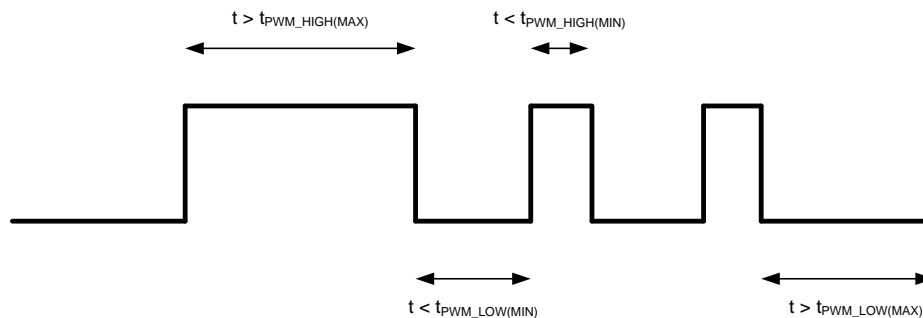 t > tPWM_HIGH(MAX)
t < tPWM_HIGH(MIN)
t < tPWM_LOW(MIN)
t > tPWM_LOW(MAX)